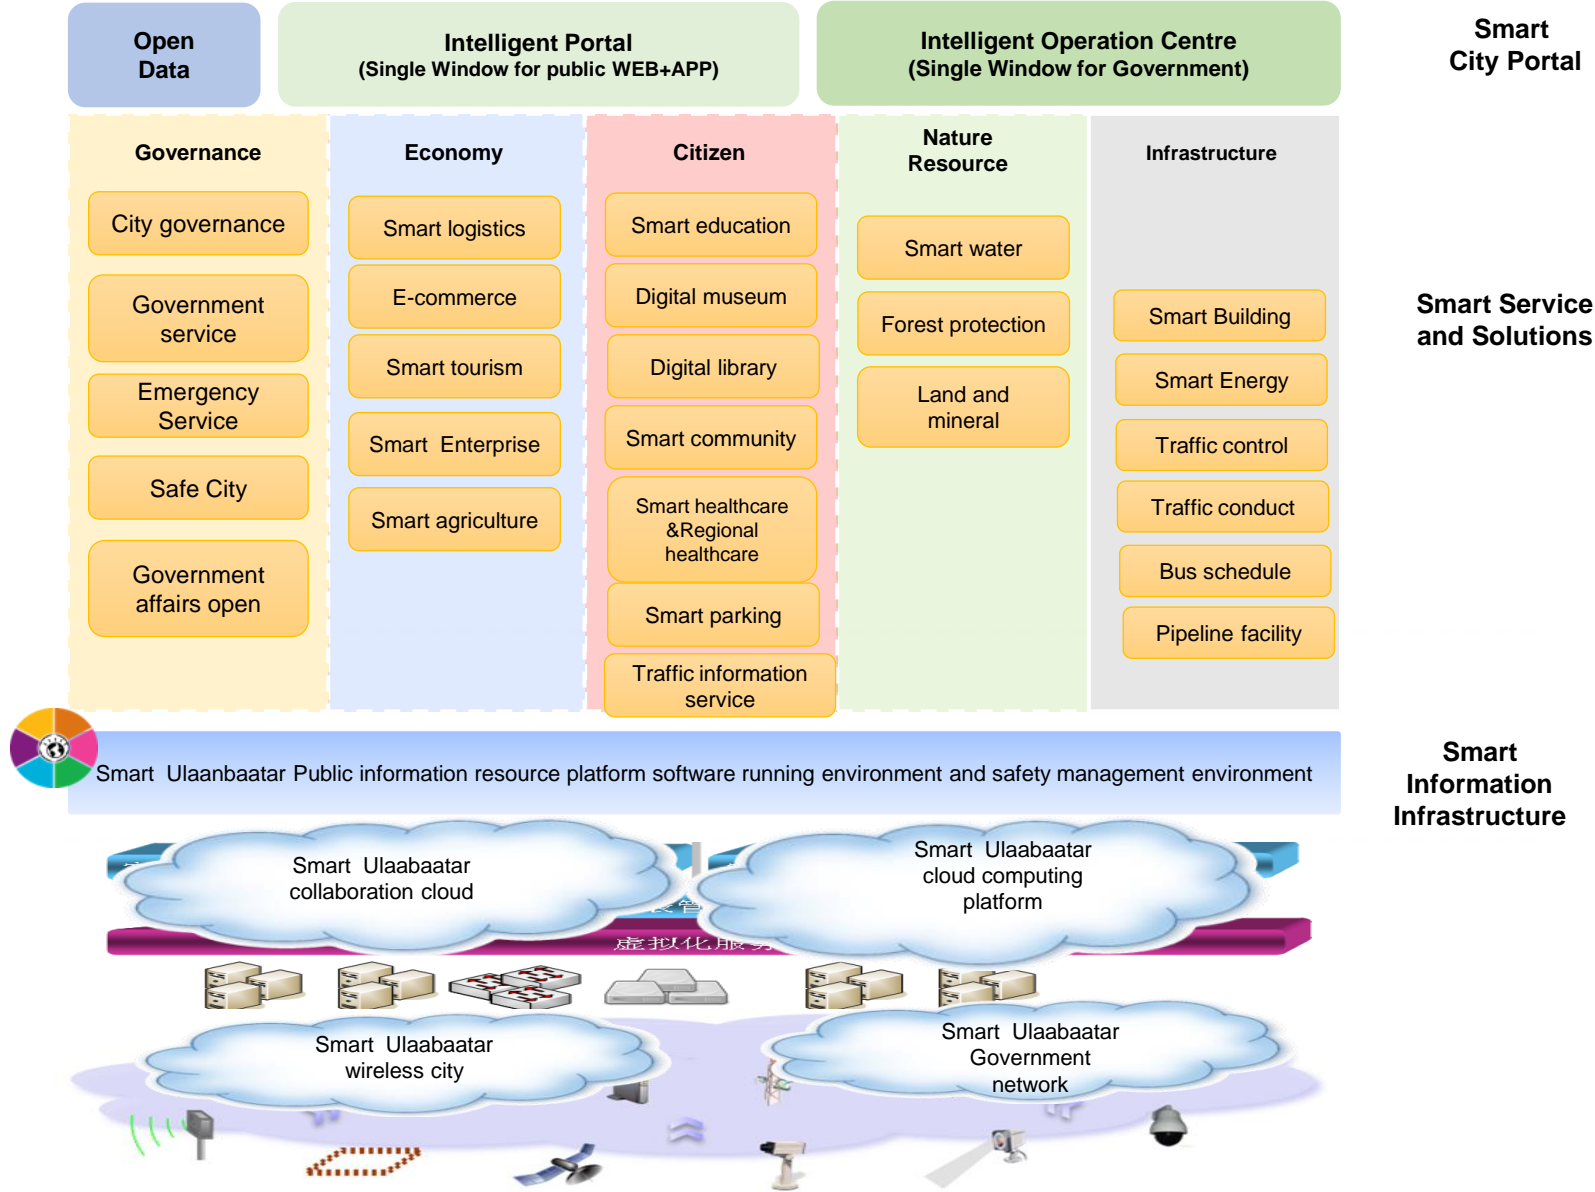 Open
Data
Intelligent Portal
(Single Window for public WEB+APP)
Intelligent Operation Centre
(Single Window for Government)
Smart
City Portal
Governance
City governance
Government
service
Emergency
Service
Safe City
Government
affairs open
Economy
Smart logistics
E-commerce
Smart tourism
Smart Enterprise
Smart agriculture
Citizen
Smart education
Digital museum
Digital library
Smart community
Smart healthcare
&Regional
healthcare
Smart parking
Traffic information
service
Nature
Resource
Smart water
Forest protection
Land and
mineral
Infrastructure
Smart Building
Smart Energy
Traffic control
Traffic conduct
Bus schedule
Pipeline facility
Smart Service
and Solutions
Smart Ulaanbaatar Public information resource platform software running environment and safety management environment
Smart
Information
Infrastructure
Smart Ulaabaatar
collaboration cloud
Smart Ulaabaatar
cloud computing
platform
虚拟化服务
Smart Ulaabaatar
wireless city
Smart Ulaabaatar
Government
network